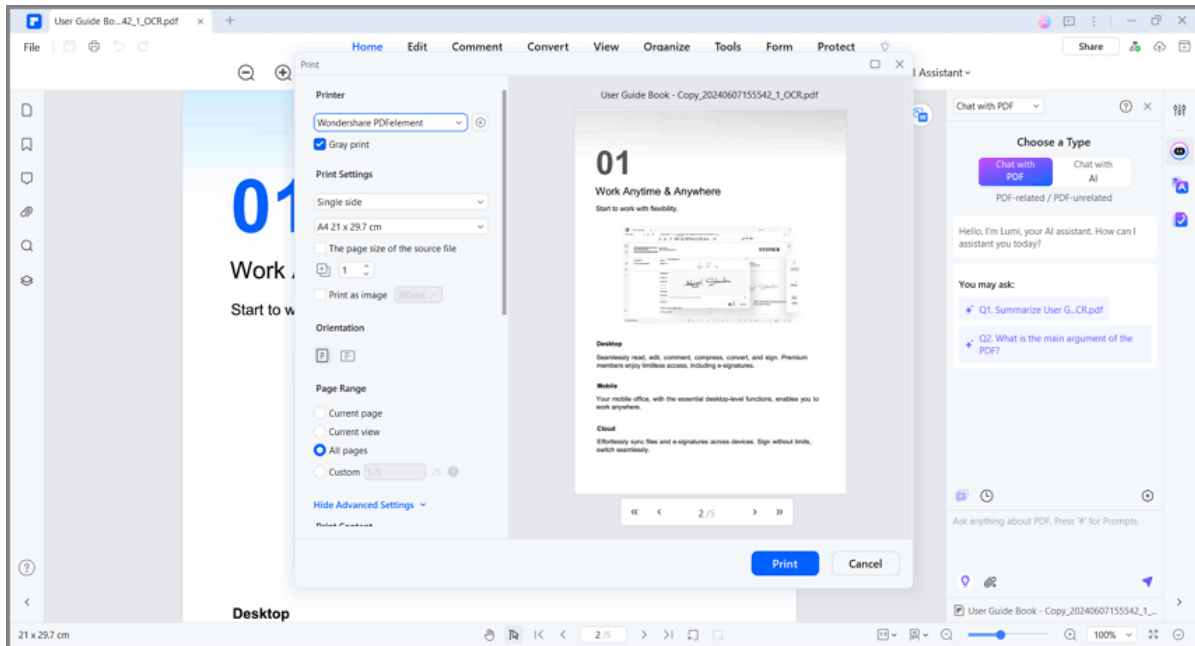 User Guide Bo...42_1_OCR.pdf
File
Home Edit Comment Convert View Organize Tools Form Protect
Share
Print
I Assistant
Printer
Wondershare PDFelement
Gray print
Print Settings
Single side
A4 21 x 29.7 cm
The page size of the source file
1
Print as image 300dpi
Orientation
Page Range
Current page
Current view
All pages
Custom 1-5 /5
Hide Advanced Settings
Print Content
User Guide Book - Copy_20240607155542_1_OCR.pdf
01
Work Anytime & Anywhere
Start to work with flexibility.
Desktop
Seamlessly read, edit, comment, compress, convert, and sign. Premium
members enjoy limitless access, including e-signatures.
Mobile
Your mobile office, with the essential desktop-level functions, enables you to
work anywhere.
Cloud
Effortlessly sync files and e-signatures across devices. Sign without limits,
switch seamlessly.
2 /5
Print Cancel
01
Work A
Start to w
Desktop
Chat with PDF
Choose a Type
Chat with
PDF
Chat with
AI
PDF-related / PDF-unrelated
Hello, I'm Lumi, your AI assistant. How can I
assistant you today?
You may ask:
Q1. Summarize User G...CR.pdf
Q2. What is the main argument of the
PDF?
Ask anything about PDF. Press '#' for Prompts.
User Guide Book - Copy_20240607155542_1_...
21 x 29.7 cm
2 /5
100%